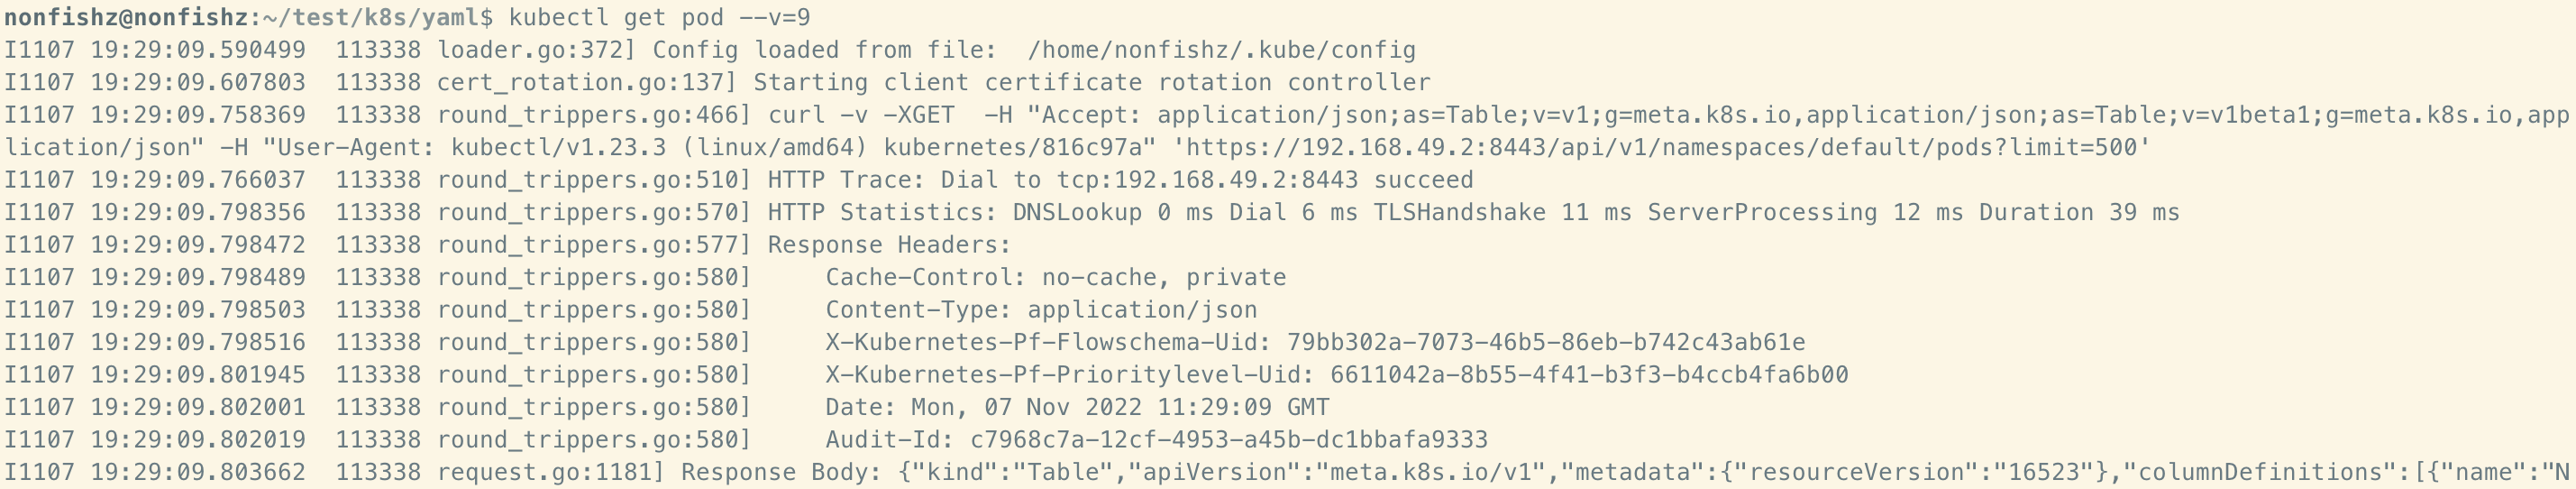 nonfishz@nonfishz:~/test/k8s/yaml$ kubectl get pod --v=9
I1107 19:29:09.590499  113338 loader.go:372] Config loaded from file:  /home/nonfishz/.kube/config
I1107 19:29:09.607803  113338 cert_rotation.go:137] Starting client certificate rotation controller
I1107 19:29:09.758369  113338 round_trippers.go:466] curl -v -XGET  -H "Accept: application/json;as=Table;v=v1;g=meta.k8s.io,application/json;as=Table;v=v1beta1;g=meta.k8s.io,app
lication/json" -H "User-Agent: kubectl/v1.23.3 (linux/amd64) kubernetes/816c97a" 'https://192.168.49.2:8443/api/v1/namespaces/default/pods?limit=500'
I1107 19:29:09.766037  113338 round_trippers.go:510] HTTP Trace: Dial to tcp:192.168.49.2:8443 succeed
I1107 19:29:09.798356  113338 round_trippers.go:570] HTTP Statistics: DNSLookup 0 ms Dial 6 ms TLSHandshake 11 ms ServerProcessing 12 ms Duration 39 ms
I1107 19:29:09.798472  113338 round_trippers.go:577] Response Headers:
I1107 19:29:09.798489  113338 round_trippers.go:580]     Cache-Control: no-cache, private
I1107 19:29:09.798503  113338 round_trippers.go:580]     Content-Type: application/json
I1107 19:29:09.798516  113338 round_trippers.go:580]     X-Kubernetes-Pf-Flowschema-Uid: 79bb302a-7073-46b5-86eb-b742c43ab61e
I1107 19:29:09.801945  113338 round_trippers.go:580]     X-Kubernetes-Pf-Prioritylevel-Uid: 6611042a-8b55-4f41-b3f3-b4ccb4fa6b00
I1107 19:29:09.802001  113338 round_trippers.go:580]     Date: Mon, 07 Nov 2022 11:29:09 GMT
I1107 19:29:09.802019  113338 round_trippers.go:580]     Audit-Id: c7968c7a-12cf-4953-a45b-dc1bbafa9333
I1107 19:29:09.803662  113338 request.go:1181] Response Body: {"kind":"Table","apiVersion":"meta.k8s.io/v1","metadata":{"resourceVersion":"16523"},"columnDefinitions":[{"name":"N